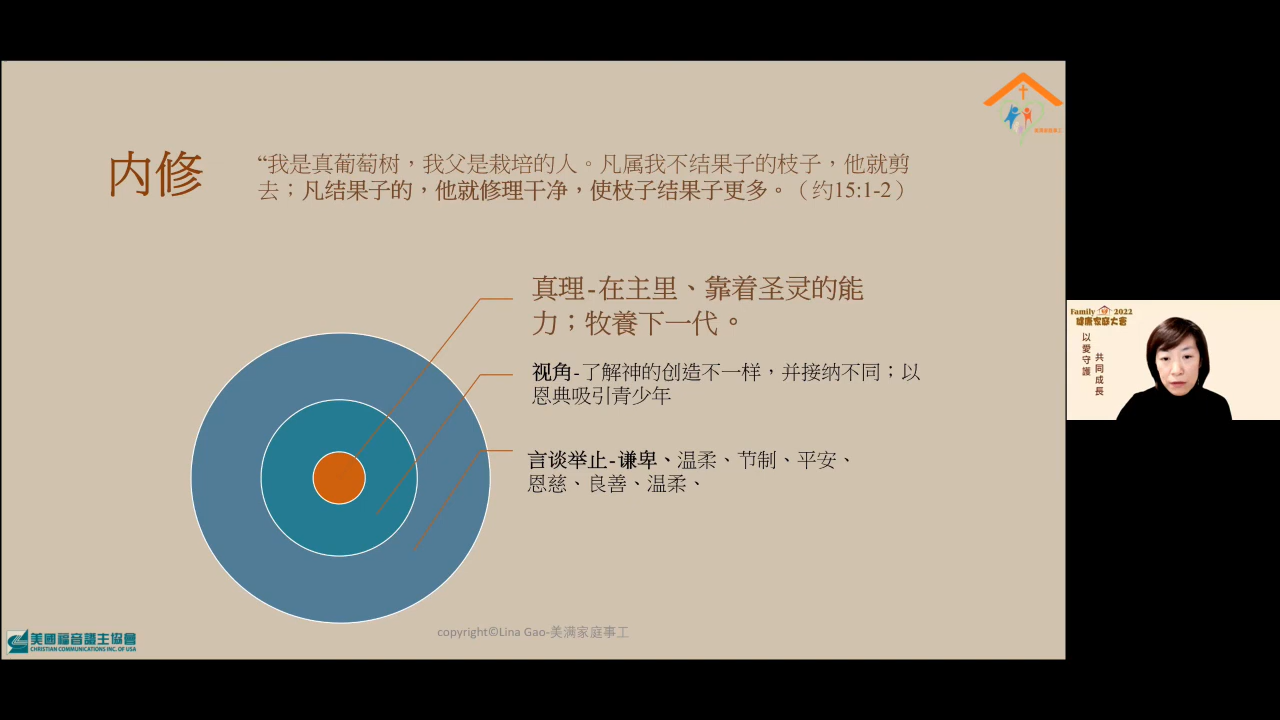 内修
“我是真葡萄树，我父是栽培的人。凡属我不结果子的枝子，他就剪
去；凡结果子的，他就修理干净，使枝子结果子更多。（约15:1-2）
真理-在主里、靠着圣灵的能
力；牧養下一代。
视角-了解神的创造不一样，并接纳不同；以
恩典吸引青少年
言谈举止-谦卑、温柔、节制、平安、
恩慈、良善、温柔、
copyright©Lina Gao-美满家庭事工
美國福音證主協會
CHRISTIAN COMMUNICATIONS INC. OF USA
Family 2022
健康家庭大會
以愛守護
共同成長